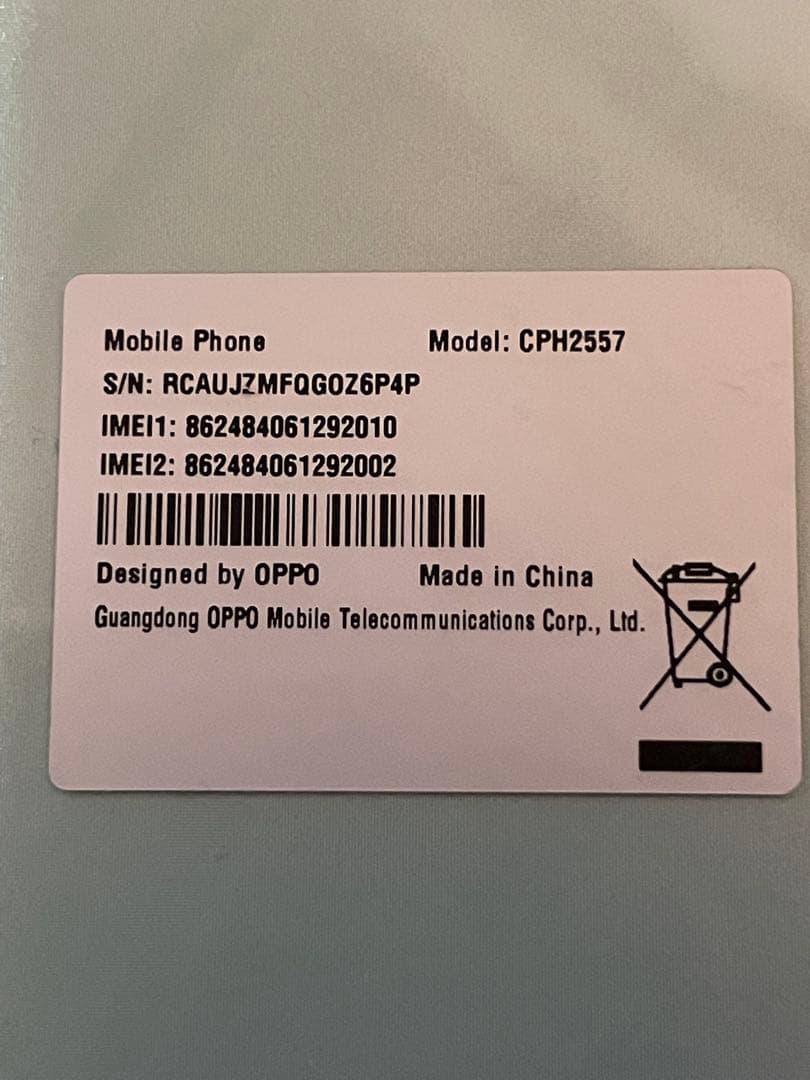 Mobile Phone Model: CPH2557
S/N: RCAUJZMFQGOZ6P4P
IMEI1: 862484061292010
IMEI2: 862484061292002
Designed by OPPO Made in China
Guangdong OPPO Mobile Telecommunications Corp., Ltd.